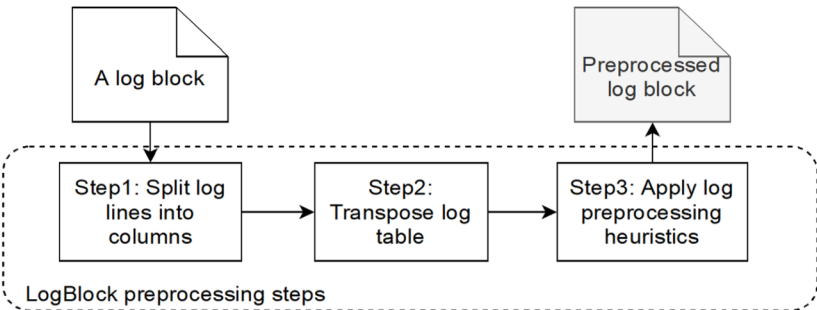 A log block
Preprocessed
log block
Step1: Split log
lines into
columns
Step2:
Transpose log
table
Step3: Apply log
preprocessing
heuristics
LogBlock preprocessing steps